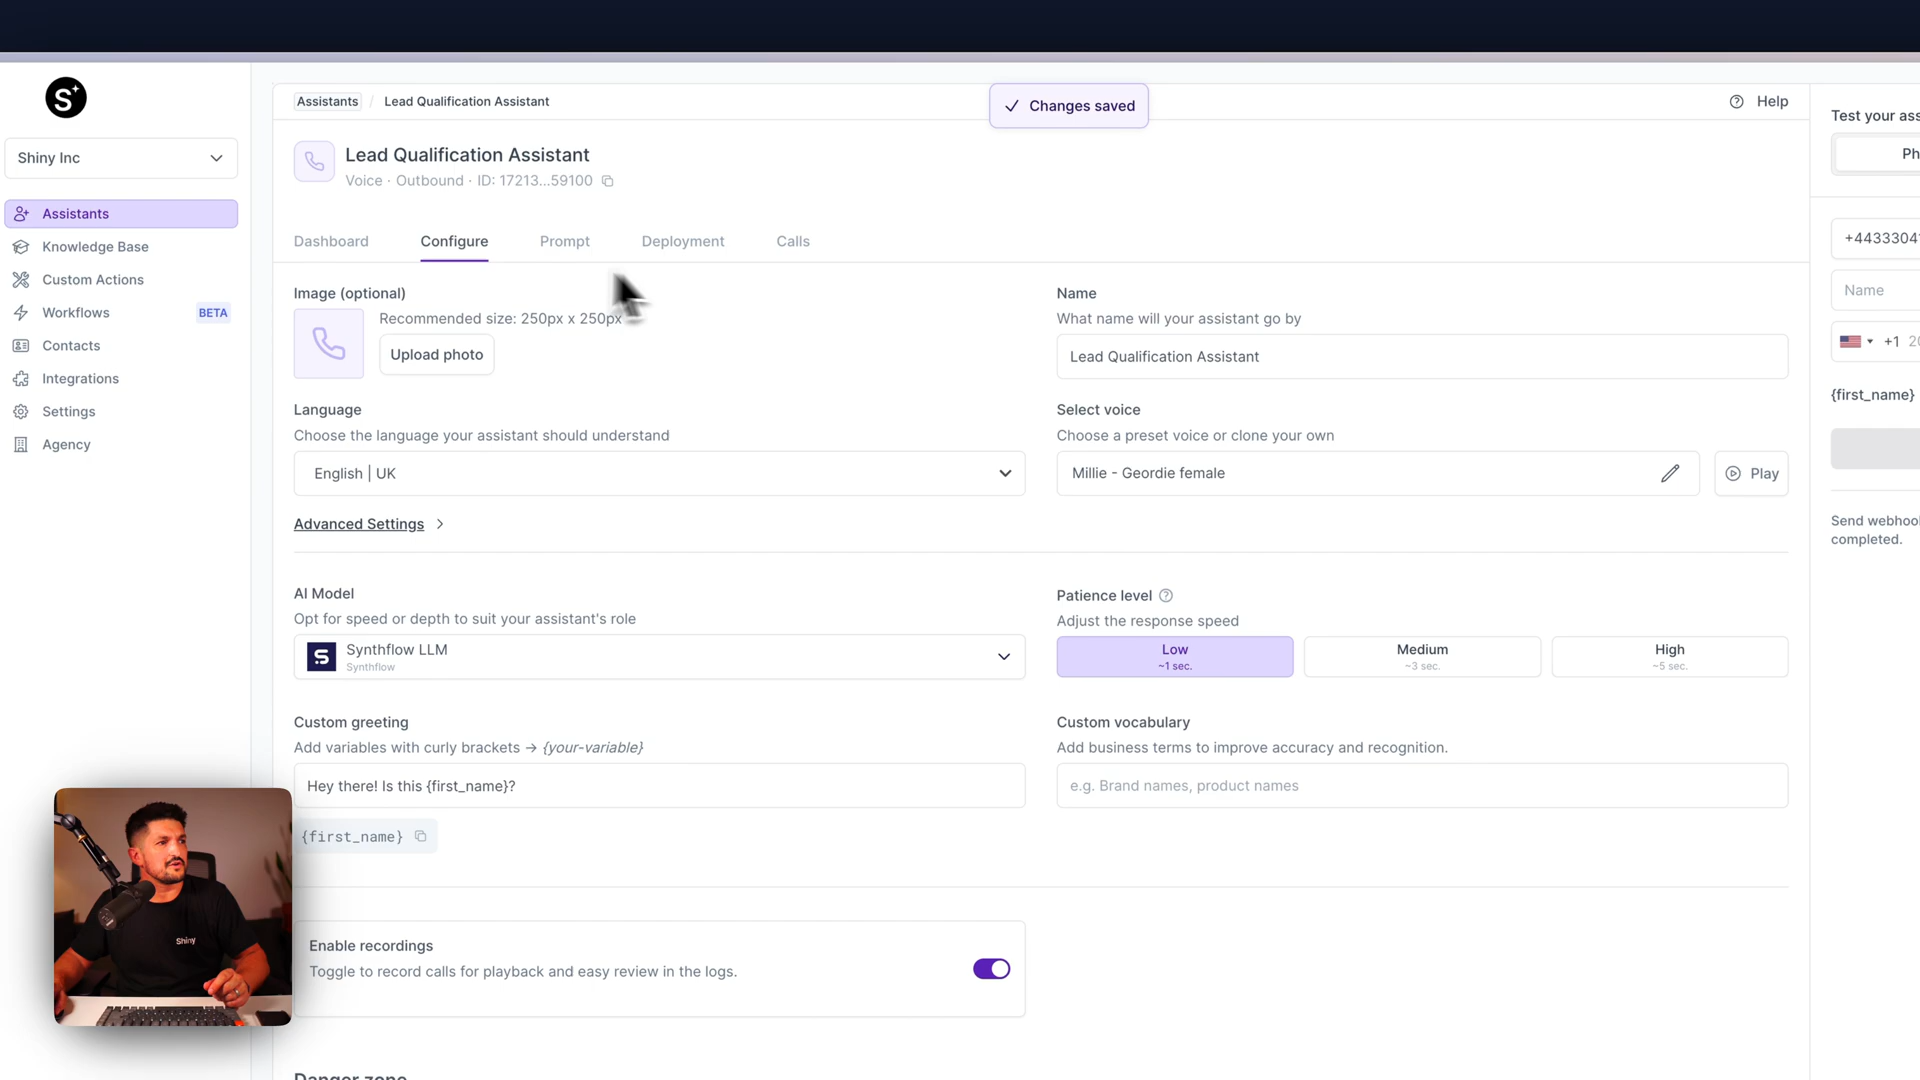 S
Shiny Inc
Assistants
Knowledge Base
Custom Actions
Workflows BETA
Contacts
Integrations
Settings
Agency
Assistants / Lead Qualification Assistant
Changes saved
Help
Lead Qualification Assistant
Voice · Outbound · ID: 17213...59100
Dashboard Configure Prompt Deployment Calls
Image (optional)
Recommended size: 250px x 250px
Upload photo
Name
What name will your assistant go by
Lead Qualification Assistant
Language
Choose the language your assistant should understand
English | UK
Select voice
Choose a preset voice or clone your own
Millie - Geordie female
Play
Advanced Settings
AI Model
Opt for speed or depth to suit your assistant's role
Synthflow LLM
Synthflow
Patience level
Adjust the response speed
Low
~1 sec.
Medium
~3 sec.
High
~5 sec.
Custom greeting
Add variables with curly brackets → {your-variable}
Hey there! Is this {first_name}?
{first_name}
Custom vocabulary
Add business terms to improve accuracy and recognition.
e.g. Brand names, product names
Enable recordings
Toggle to record calls for playback and easy review in the logs.
Danger zone
Shiny
Test your ass
Ph
+4433304
Name
+1 20
{first_name}
Send webhoo
completed.